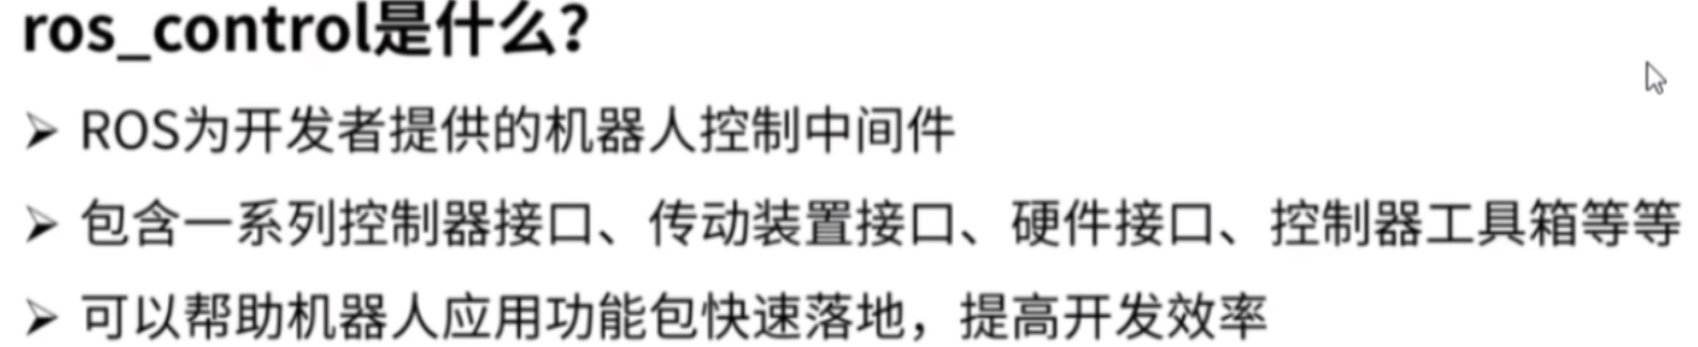 ros_control是什么？
➢ ROS为开发者提供的机器人控制中间件
➢ 包含一系列控制器接口、传动装置接口、硬件接口、控制器工具箱等等
➢ 可以帮助机器人应用功能包快速落地，提高开发效率